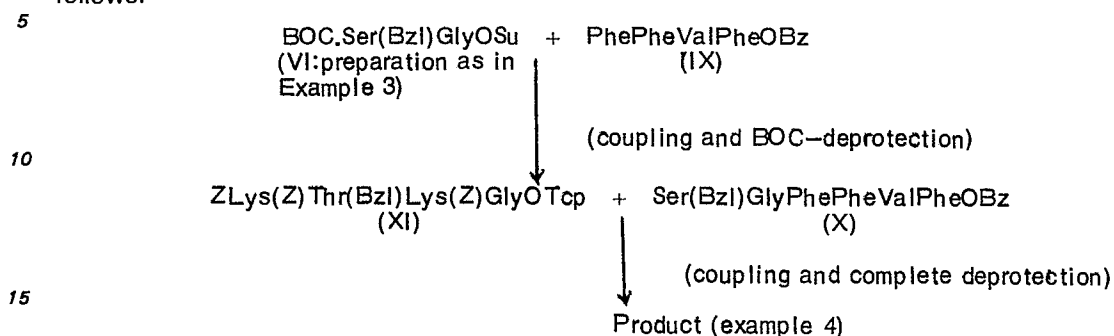 5
BOC.Ser(Bzl)GlyOSu + PhePheValPheOBz
(VI:preparation as in (IX)
Example 3)
(coupling and BOC-deprotection)
10
ZLys(Z)Thr(Bzl)Lys(Z)GlyOTcp + Ser(Bzl)GlyPhePheValPheOBz
(XI) (X)
(coupling and complete deprotection)
15
Product (example 4)